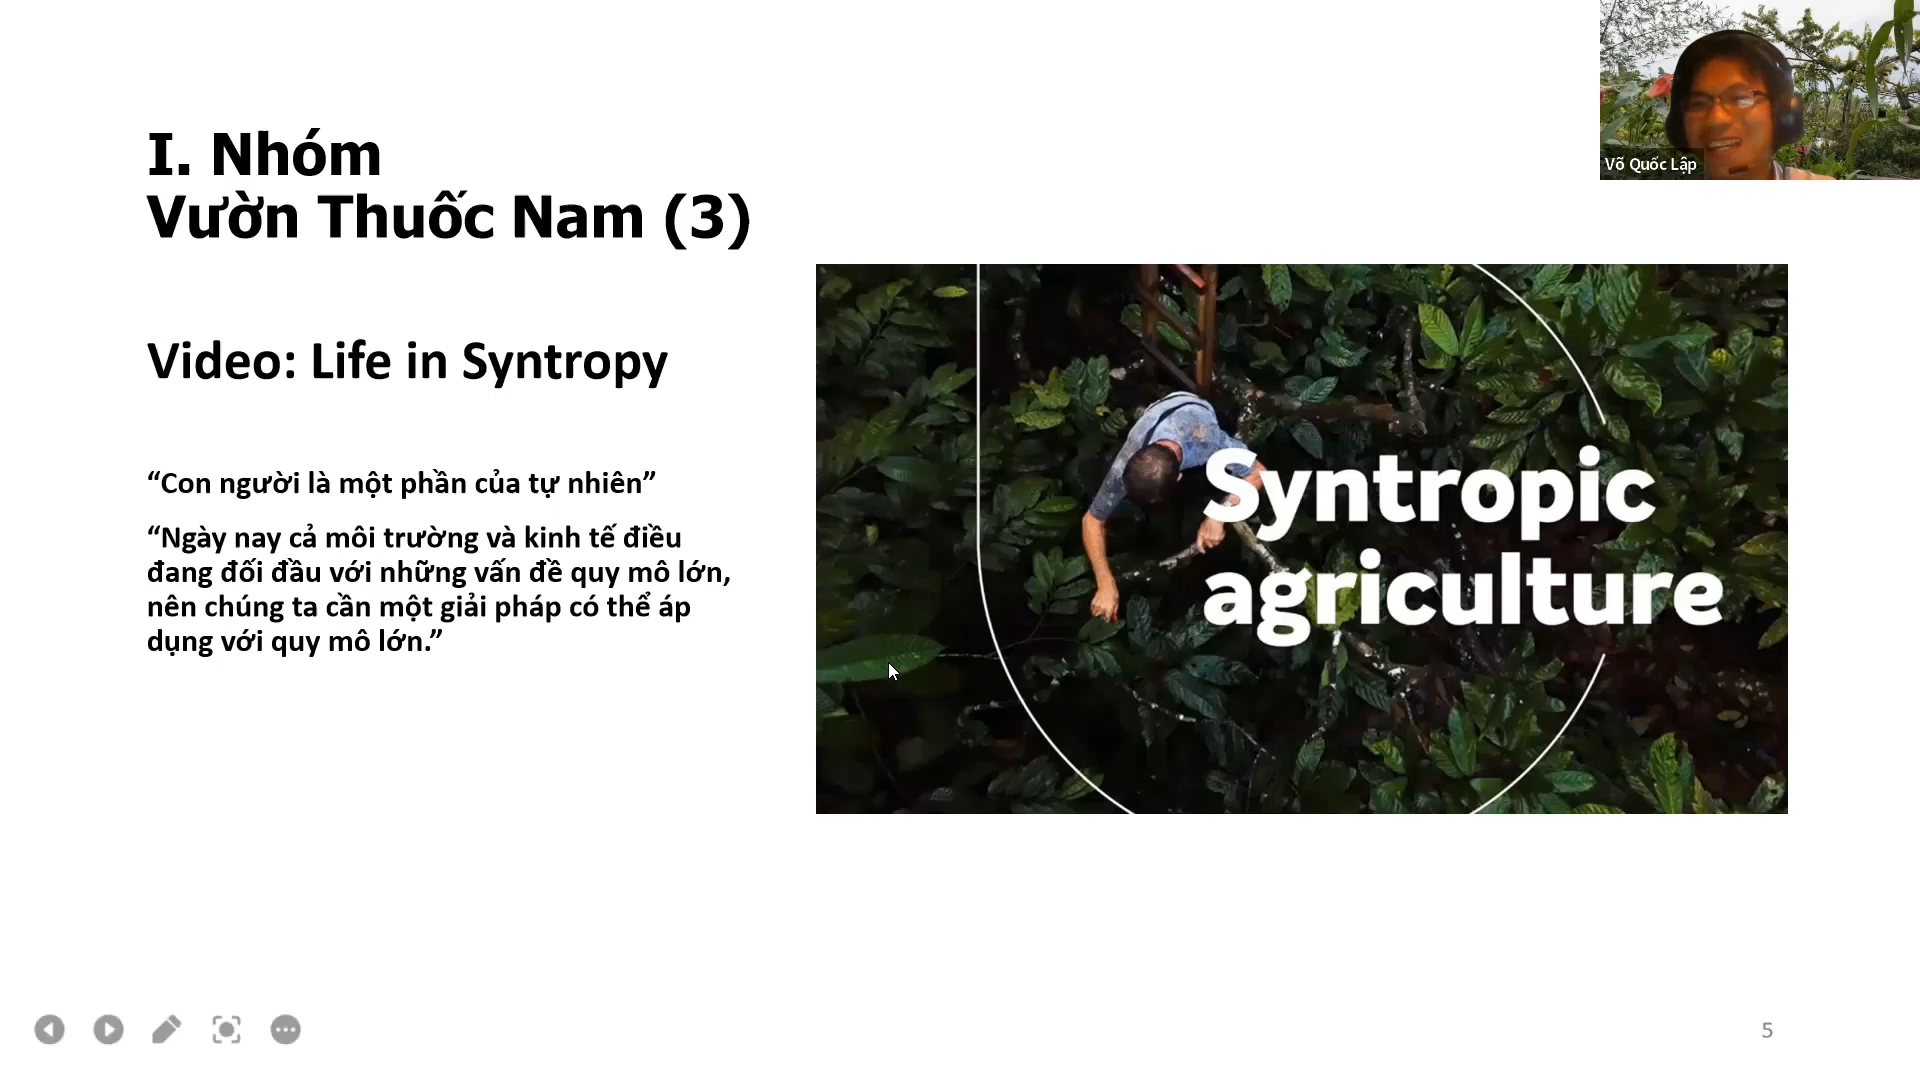 I. Nhóm
Vườn Thuốc Nam (3)
Võ Quốc Lập
Video: Life in Syntropy
“Con người là một phần của tự nhiên”
“Ngày nay cả môi trường và kinh tế điều
đang đối đầu với những vấn đề quy mô lớn,
nên chúng ta cần một giải pháp có thể áp
dụng với quy mô lớn.”
Syntropic
agriculture
5